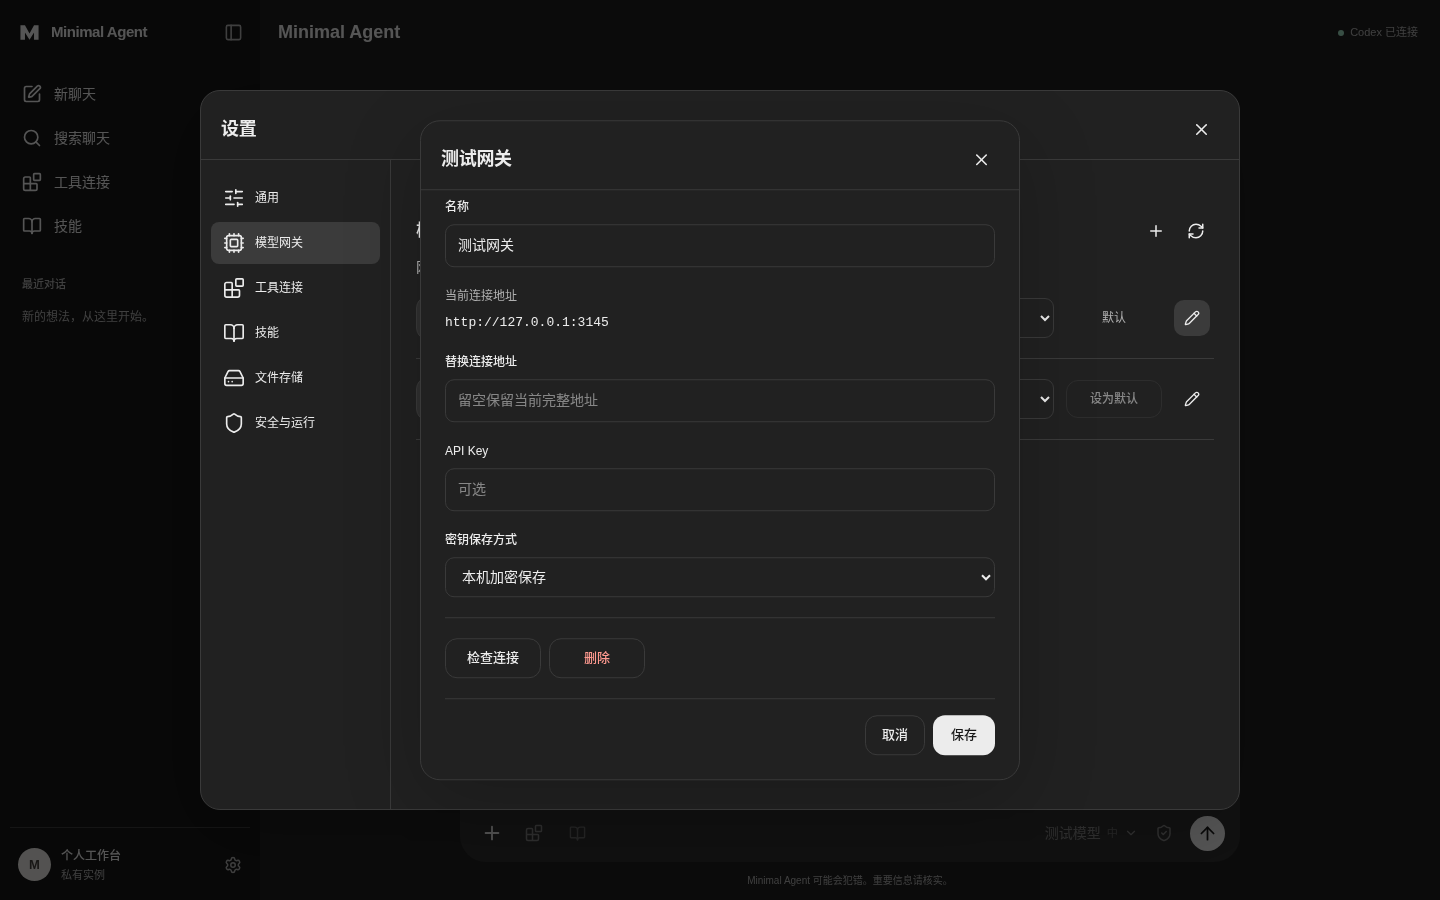 Minimal Agent
Minimal Agent
Codex 已连接
新聊天
搜索聊天
工具连接
技能
最近对话
新的想法，从这里开始。
M
个人工作台
私有实例
设置
通用
模型网关
工具连接
技能
文件存储
安全与运行
默认
设为默认
测试网关
名称
测试网关
当前连接地址
http://127.0.0.1:3145
替换连接地址
留空保留当前完整地址
API Key
可选
密钥保存方式
本机加密保存
检查连接
删除
取消
保存
测试模型 中
Minimal Agent 可能会犯错。重要信息请核实。